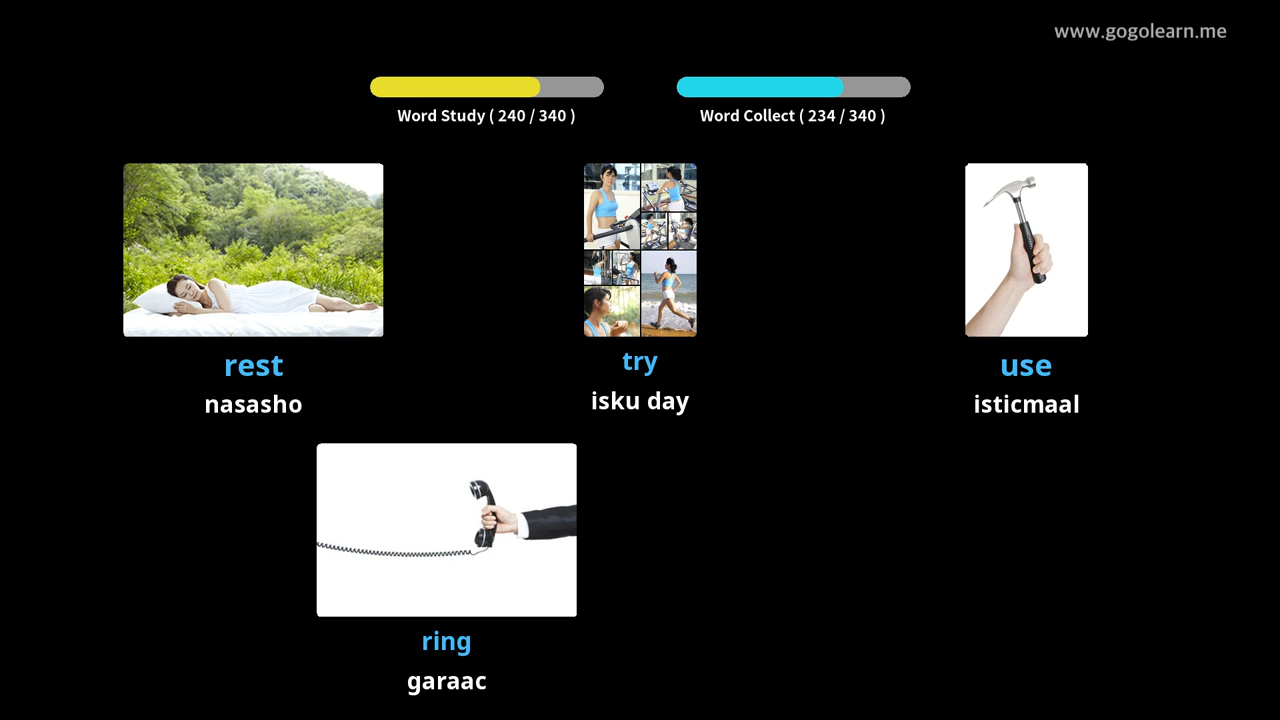 www.gogolearn.me
Word Study ( 240 / 340 )
Word Collect ( 234 / 340 )
rest
nasasho
try
isku day
use
isticmaal
ring
garaac